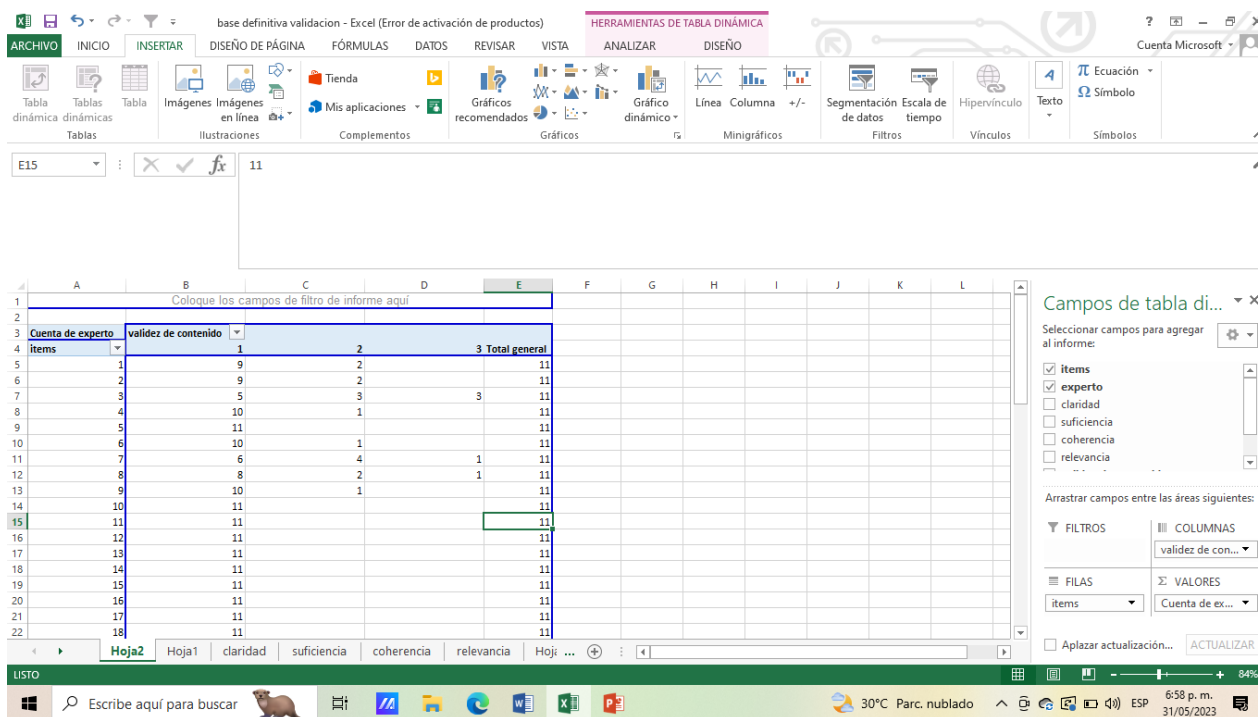 base definitiva validacion - Excel (Error de activación de productos)
HERRAMIENTAS DE TABLA DINÁMICA
?
ARCHIVO INICIO INSERTAR DISEÑO DE PÁGINA FÓRMULAS DATOS REVISAR VISTA ANALIZAR DISEÑO Cuenta Microsoft
Tabla dinámica
Tablas dinámicas
Tabla
Tablas
Imágenes
Imágenes en línea
Ilustraciones
Tienda
Mis aplicaciones
Complementos
Gráficos recomendados
Gráfico dinámico
Gráficos
Línea Columna +/-
Minigráficos
Segmentación de datos
Escala de tiempo
Filtros
Hipervínculo
Vínculos
Texto
π Ecuación
Ω Símbolo
Símbolos
E15 fx 11
A B C D E F G H I J K L
1 Coloque los campos de filtro de informe aquí
2
3 Cuenta de experto validez de contenido
4 items 1 2 3 Total general
5 1 9 2 11
6 2 9 2 11
7 3 5 3 3 11
8 4 10 1 11
9 5 11 11
10 6 10 1 11
11 7 6 4 1 11
12 8 8 2 1 11
13 9 10 1 11
14 10 11 11
15 11 11 11
16 12 11 11
17 13 11 11
18 14 11 11
19 15 11 11
20 16 11 11
21 17 11 11
22 18 11 11
Campos de tabla di...
Seleccionar campos para agregar
al informe:
items
experto
claridad
suficiencia
coherencia
relevancia
Arrastrar campos entre las áreas siguientes:
FILTROS
COLUMNAS
validez de con...
FILAS
items
Σ VALORES
Cuenta de ex...
Aplazar actualización... ACTUALIZAR
Hoja2 Hoja1 claridad suficiencia coherencia relevancia Hoja ...
LISTO 84%
Escribe aquí para buscar
30°C Parc. nublado
ESP
6:58 p. m.
31/05/2023